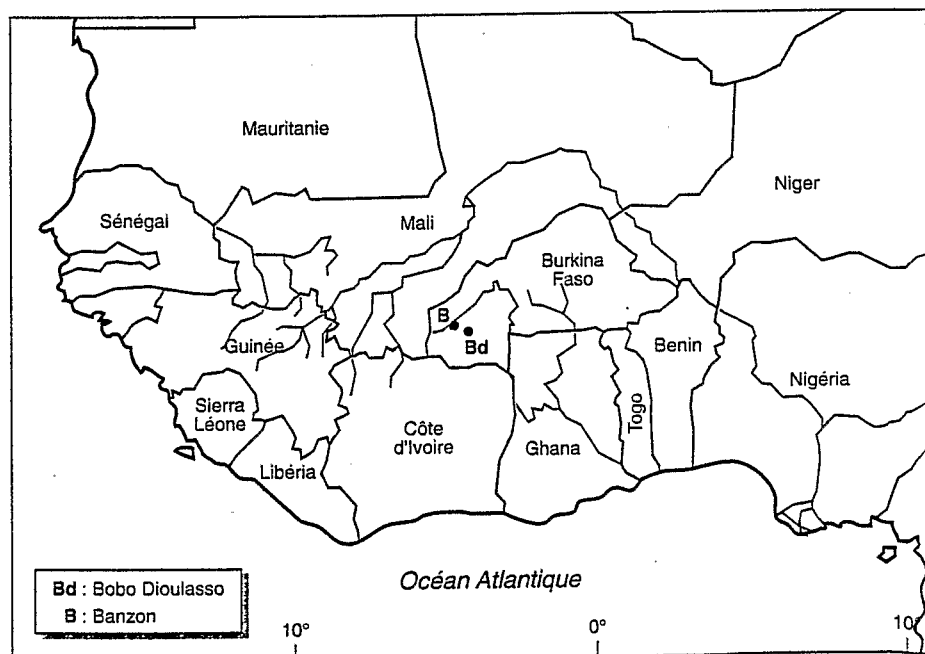 Mauritanie
Niger
Sénégal
Mali
Burkina
Faso
B
Bd
Guinée
Benin
Nigéria
Sierra
Léone
Côte
d'Ivoire
Togo
Ghana
Libéria
Océan Atlantique
Bd : Bobo Dioulasso
B : Banzon
10°
0°
10°